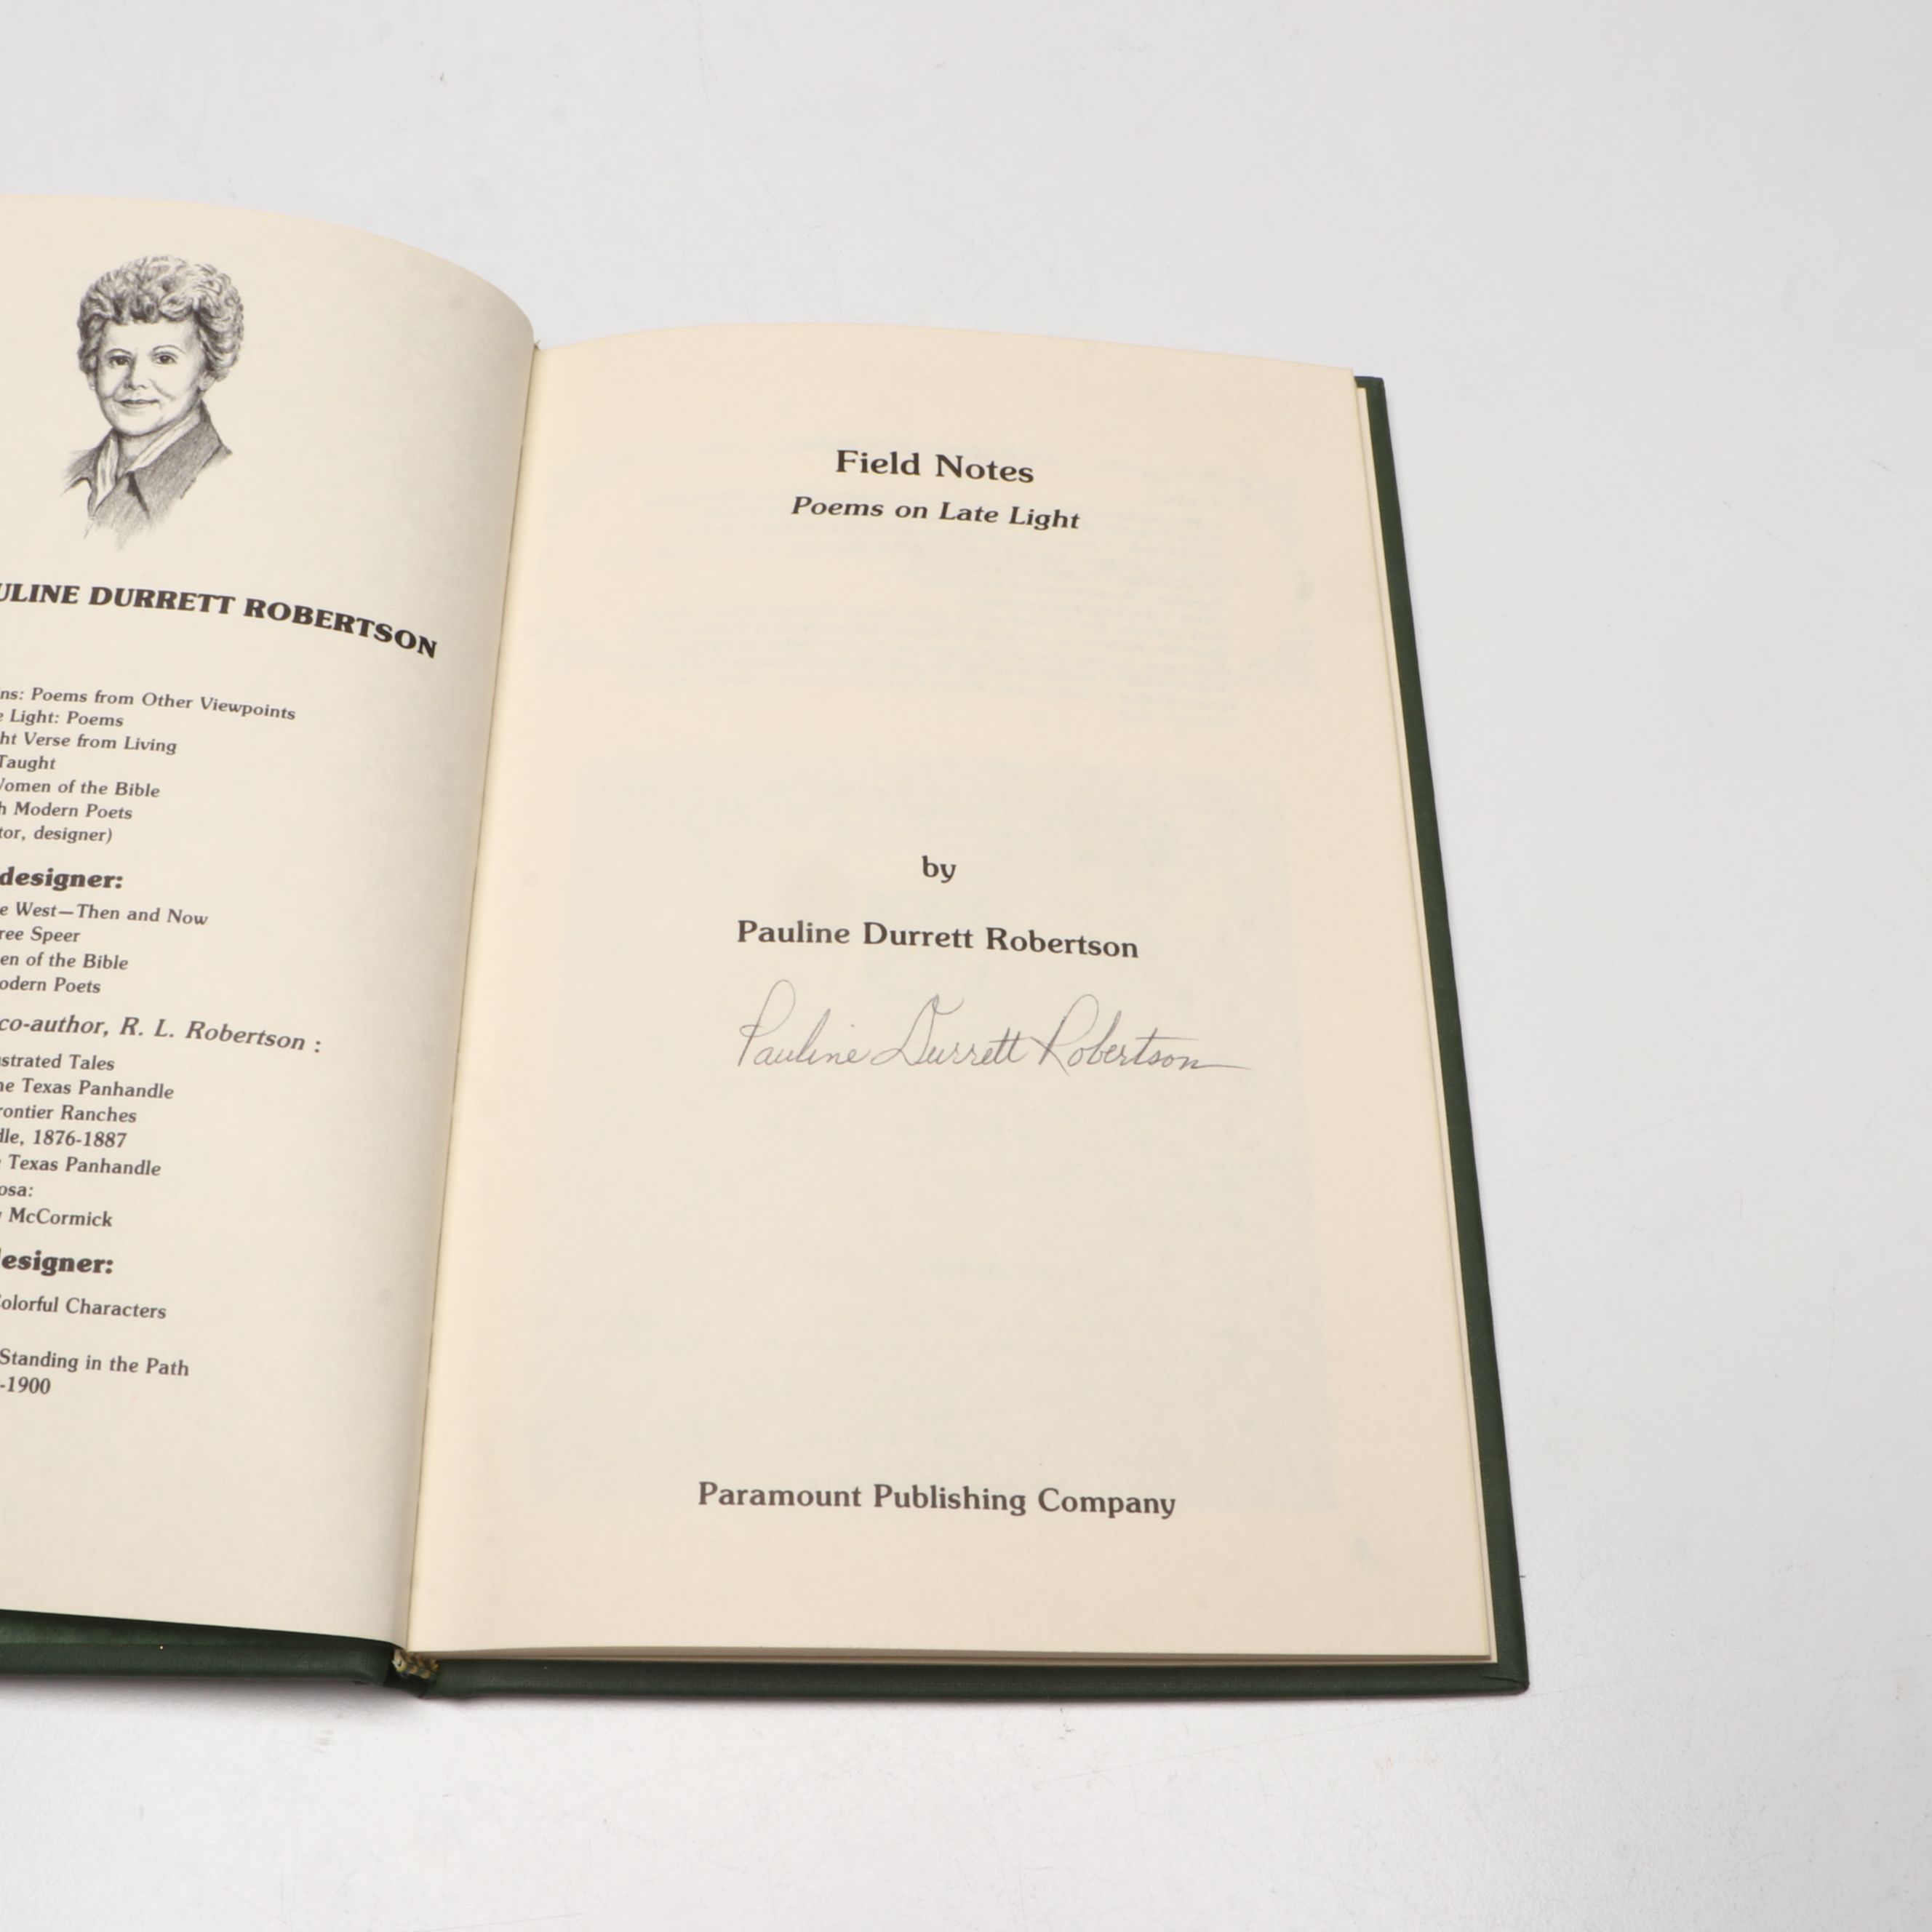 ULINE DURRETT ROBERTSON
ns: Poems from Other Viewpoints
e Light: Poems
ht Verse from Living
Taught
omen of the Bible
h Modern Poets
tor, designer)
designer:
e West—Then and Now
ree Speer
en of the Bible
odern Poets
co-author, R. L. Robertson :
strated Tales
he Texas Panhandle
rontier Ranches
dle, 1876-1887
Texas Panhandle
osa:
McCormick
esigner:
Colorful Characters
Standing in the Path
-1900
Field Notes
Poems on Late Light
by
Pauline Durrett Robertson
Pauline Durrett Robertson
Paramount Publishing Company